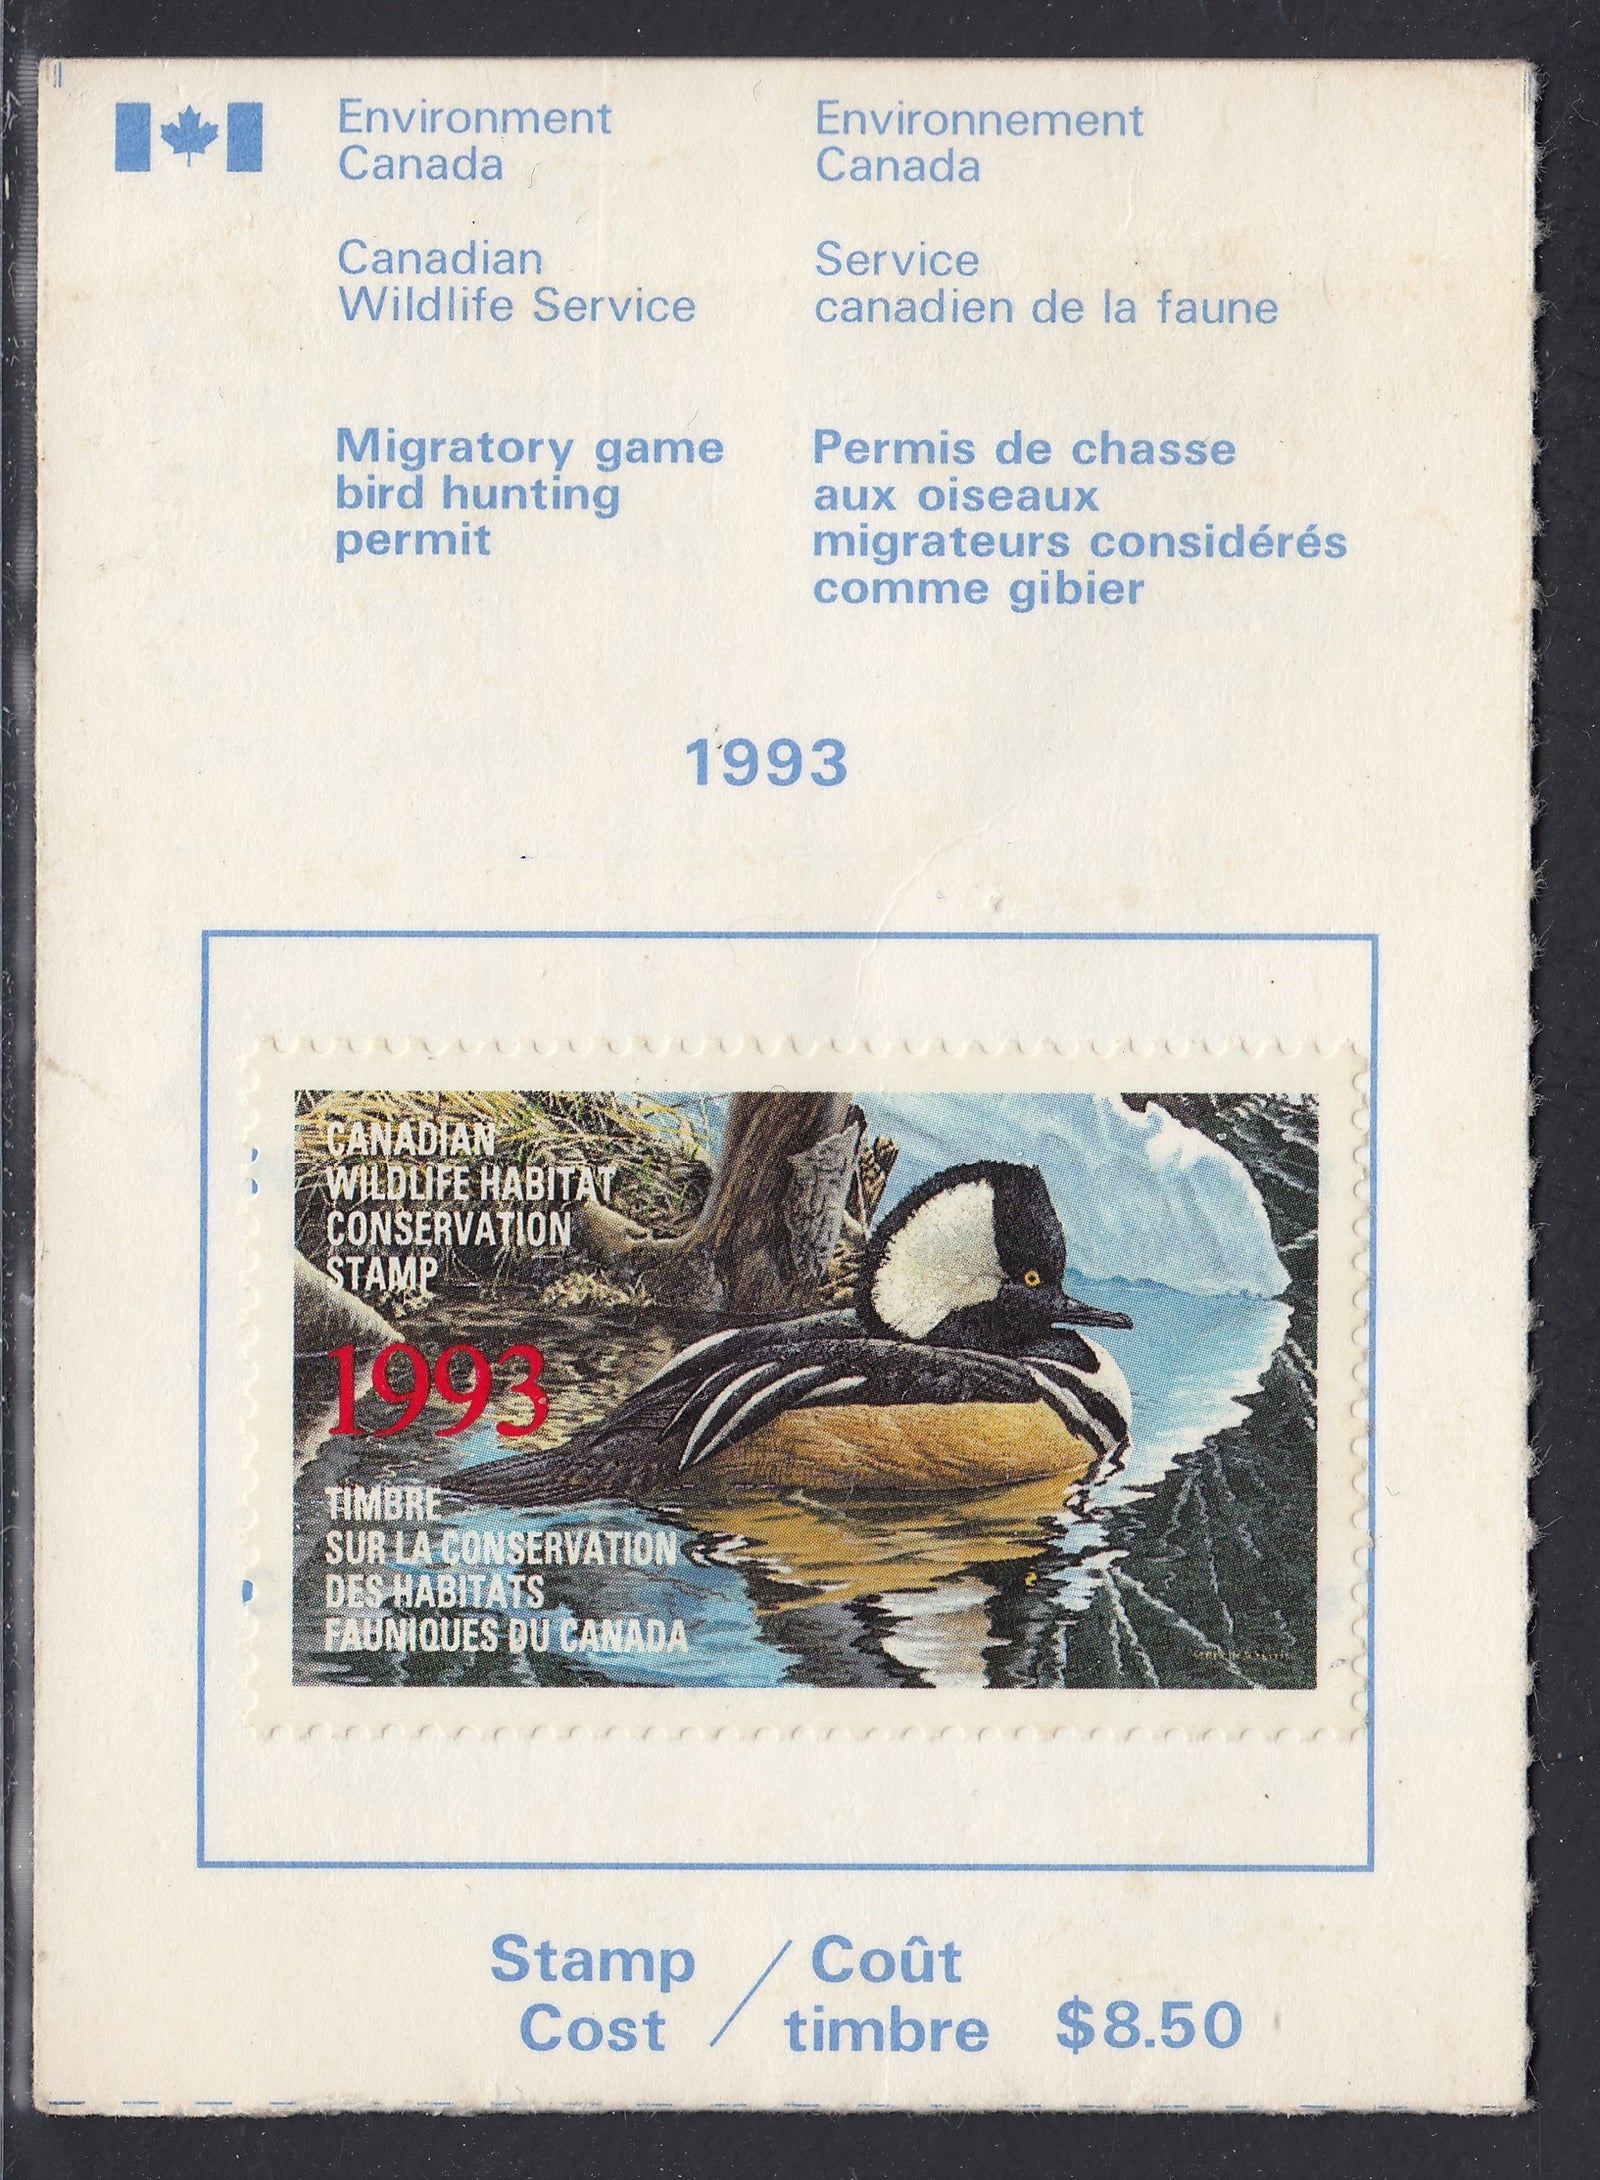 Environment
Canada
Environnement
Canada
Canadian
Wildlife Service
Service
canadien de la faune
Migratory game
bird hunting
permit
Permis de chasse
aux oiseaux
migrateurs considérés
comme gibier
1993
CANADIAN
WILDLIFE HABITAT
CONSERVATION
STAMP
1993
TIMBRE
SUR LA CONSERVATION
DES HABITATS
FAUNIQUES DU CANADA
Stamp
Cost
/
Coût
timbre $8.50